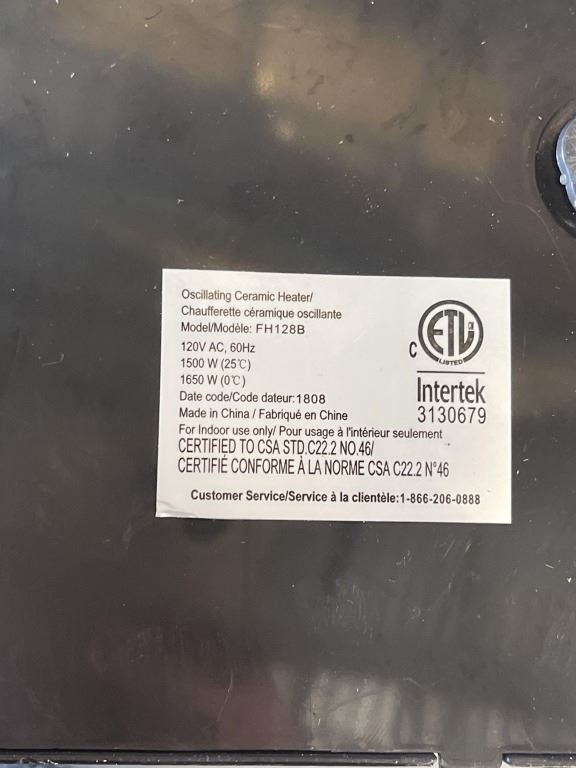 Oscillating Ceramic Heater/
Chaufferette céramique oscillante
Model/Modèle: FH128B
120V AC, 60Hz
1500 W (25℃)
1650 W (0℃)
Date code/Code dateur:1808
Made in China / Fabriqué en Chine
For Indoor use only/ Pour usage à l'intérieur seulement
CERTIFIED TO CSA STD.C22.2 NO.46/
CERTIFIÉ CONFORME À LA NORME CSA C22.2 N°46
Customer Service/Service à la clientèle:1-866-206-0888
C
ETL
LISTED
Intertek
3130679